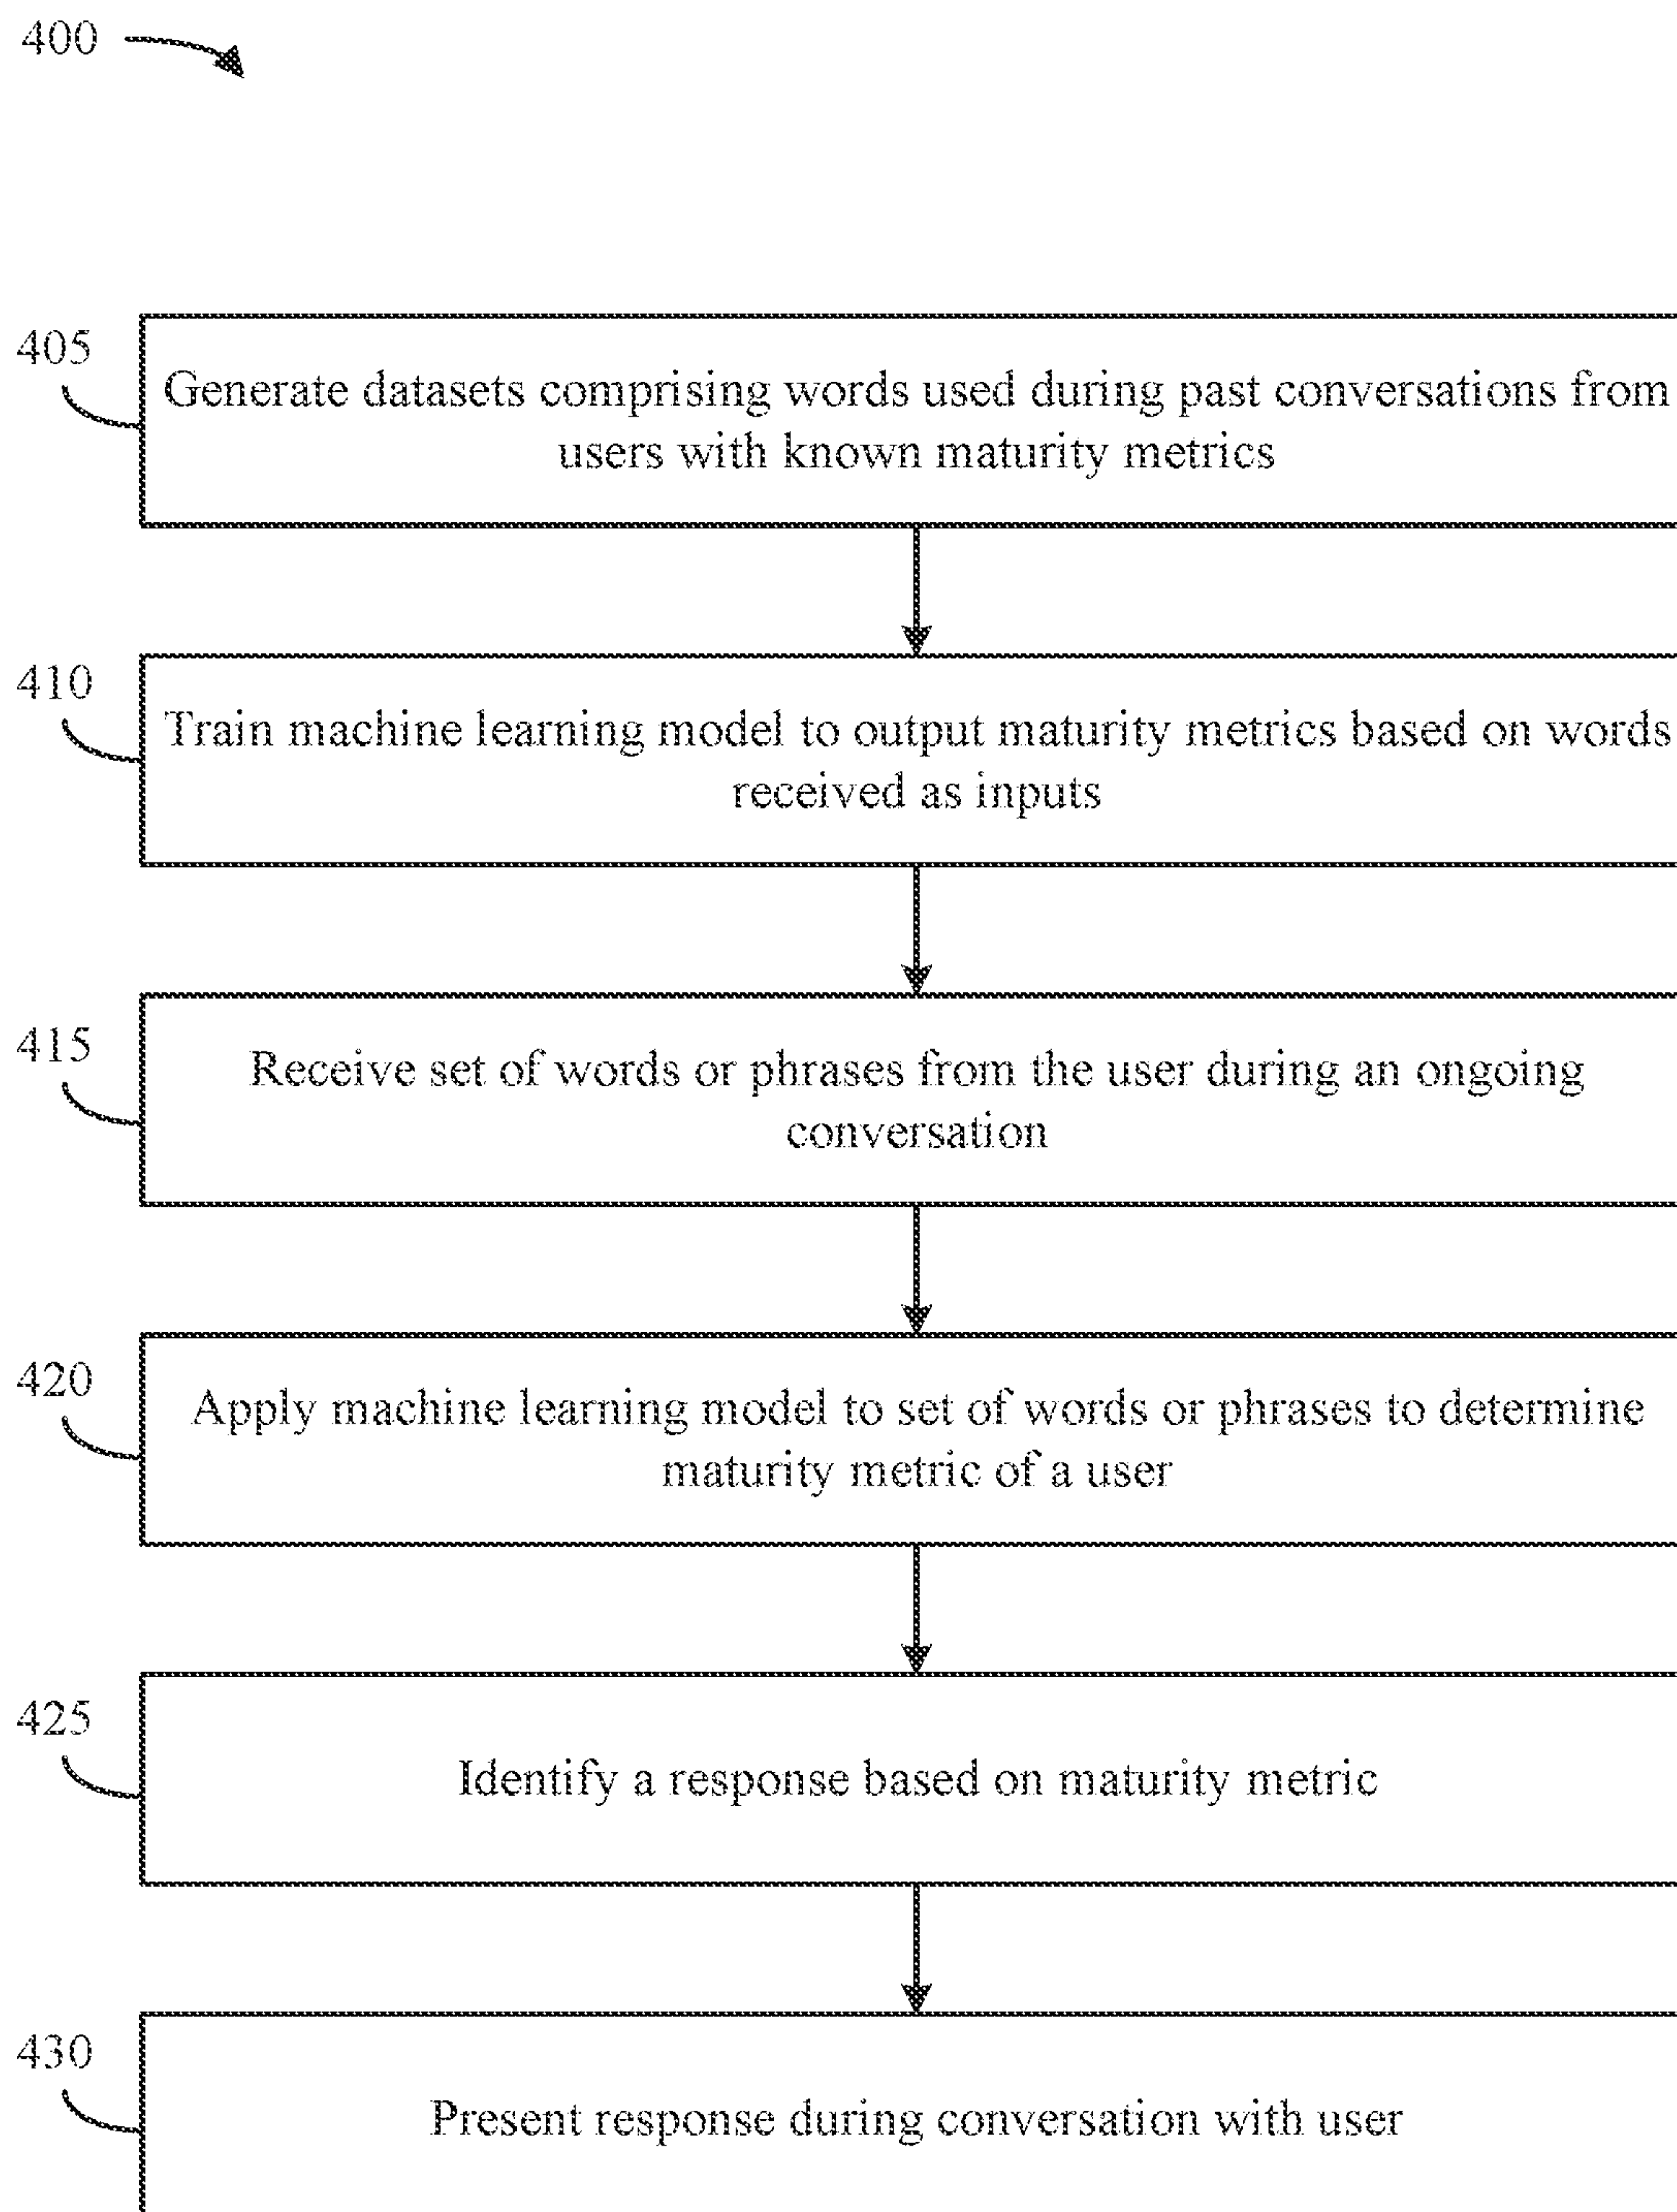 400
405
Generate datasets comprising words used during past conversations from
users with known maturity metrics
410
Train machine learning model to output maturity metrics based on words
received as inputs
415
Receive set of words or phrases from the user during an ongoing
conversation
420
Apply machine learning model to set of words or phrases to determine
maturity metric of a user
425
Identify a response based on maturity metric
430
Present response during conversation with user